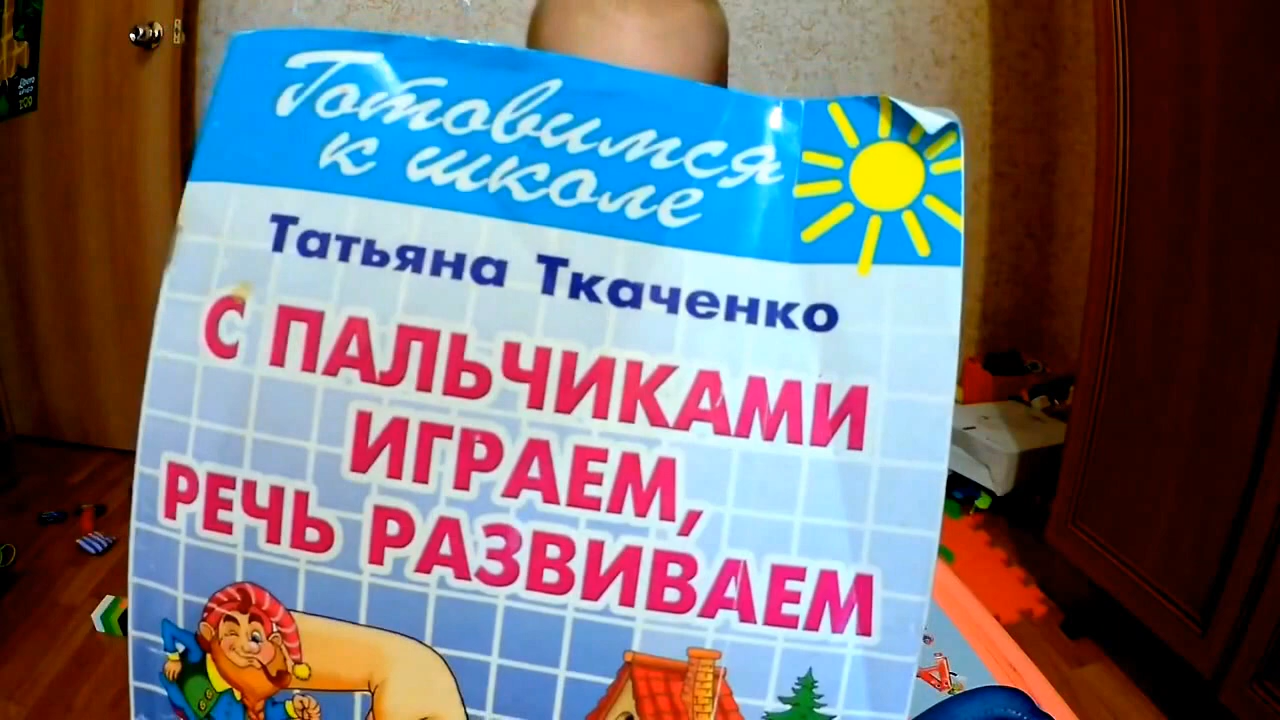 Готовимся
к школе
Татьяна Ткаченко
С ПАЛЬЧИКАМИ
ИГРАЕМ,
РЕЧЬ РАЗВИВАЕМ